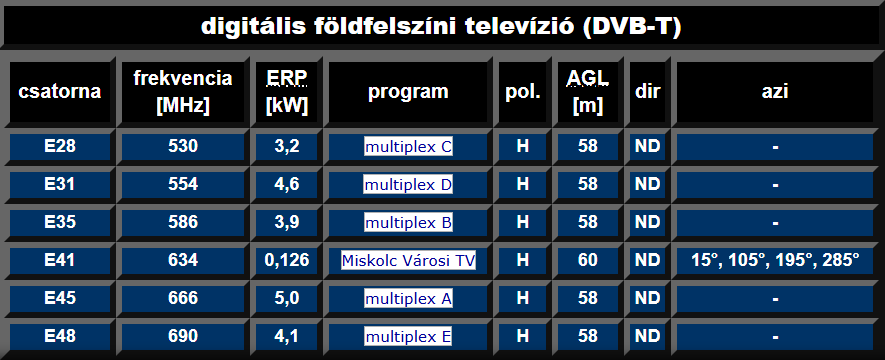 digitális földfelszíni televízió (DVB-T)
csatorna frekvencia [MHz] ERP [kW] program pol. AGL [m] dir azi
E28 530 3,2 multiplex C H 58 ND -
E31 554 4,6 multiplex D H 58 ND -
E35 586 3,9 multiplex B H 58 ND -
E41 634 0,126 Miskolc Városi TV H 60 ND 15°, 105°, 195°, 285°
E45 666 5,0 multiplex A H 58 ND -
E48 690 4,1 multiplex E H 58 ND -